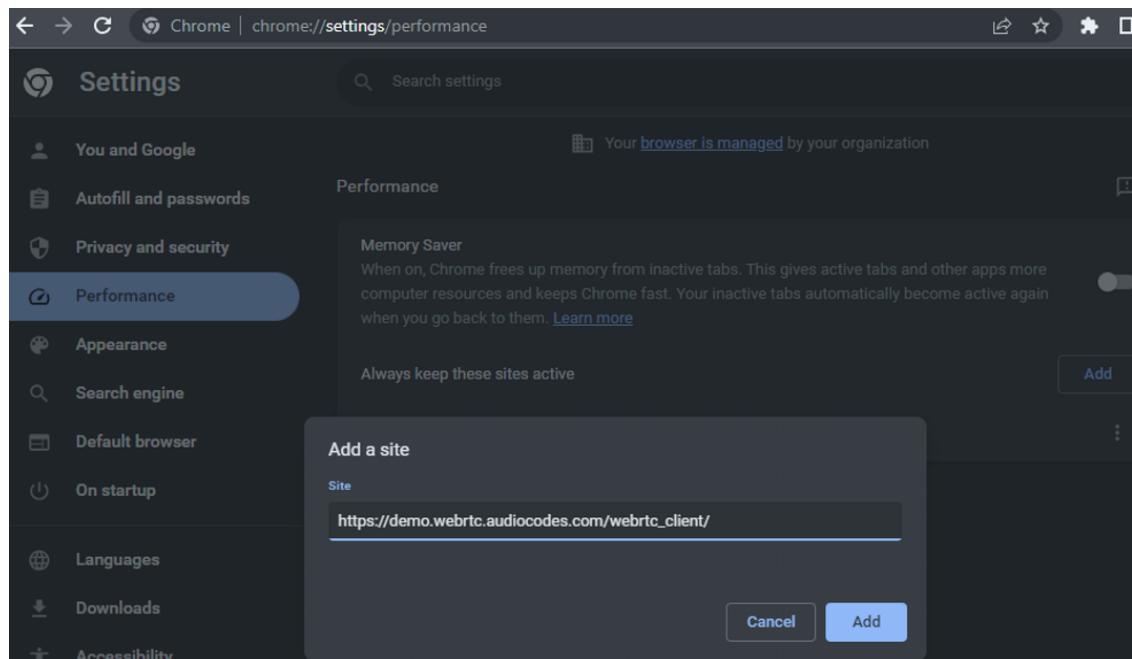 Chrome | chrome://settings/performance
Settings
Search settings
You and Google
Your browser is managed by your organization
Autofill and passwords
Performance
Privacy and security
Memory Saver
When on, Chrome frees up memory from inactive tabs. This gives active tabs and other apps more
computer resources and keeps Chrome fast. Your inactive tabs automatically become active again
when you go back to them. Learn more
Performance
Appearance
Always keep these sites active
Add
Search engine
Default browser
On startup
Languages
Downloads
Accessibility
Add a site
Site
https://demo.webrtc.audiocodes.com/webrtc_client/
Cancel
Add